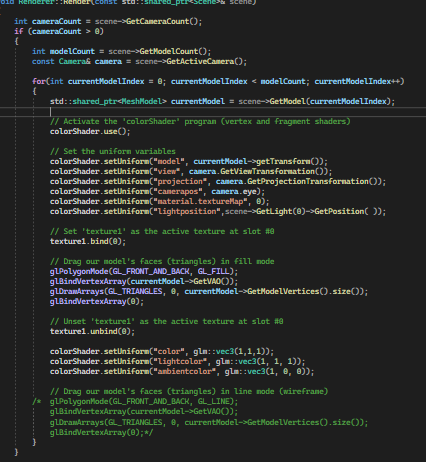 void Renderer::Render(const std::shared_ptr<Scene>& scene)
int cameraCount = scene->GetCameraCount();
if (cameraCount > 0)
{
int modelCount = scene->GetModelCount();
const Camera& camera = scene->GetActiveCamera();
for(int currentModelIndex = 0; currentModelIndex < modelCount; currentModelIndex++)
{
std::shared_ptr<MeshModel> currentModel = scene->GetModel(currentModelIndex);
// Activate the 'colorShader' program (vertex and fragment shaders)
colorShader.use();
// Set the uniform variables
colorShader.setUniform("model", currentModel->getTransform());
colorShader.setUniform("view", camera.GetViewTransformation());
colorShader.setUniform("projection", camera.GetProjectionTransformation());
colorShader.setUniform("camerapos", camera.eye);
colorShader.setUniform("material.textureMap", 0);
colorShader.setUniform("lightposition",scene->GetLight(0)->GetPosition( ));
// Set 'texture1' as the active texture at slot #0
texture1.bind(0);
// Drag our model's faces (triangles) in fill mode
glPolygonMode(GL_FRONT_AND_BACK, GL_FILL);
glBindVertexArray(currentModel->GetVAO());
glDrawArrays(GL_TRIANGLES, 0, currentModel->GetModelVertices().size());
glBindVertexArray(0);
// Unset 'texture1' as the active texture at slot #0
texture1.unbind(0);
colorShader.setUniform("color", glm::vec3(1,1,1));
colorShader.setUniform("lightcolor", glm::vec3(1, 1, 1));
colorShader.setUniform("ambientcolor", glm::vec3(1, 0, 0));
// Drag our model's faces (triangles) in line mode (wireframe)
/* glPolygonMode(GL_FRONT_AND_BACK, GL_LINE);
glBindVertexArray(currentModel->GetVAO());
glDrawArrays(GL_TRIANGLES, 0, currentModel->GetModelVertices().size());
glBindVertexArray(0);*/
}
}